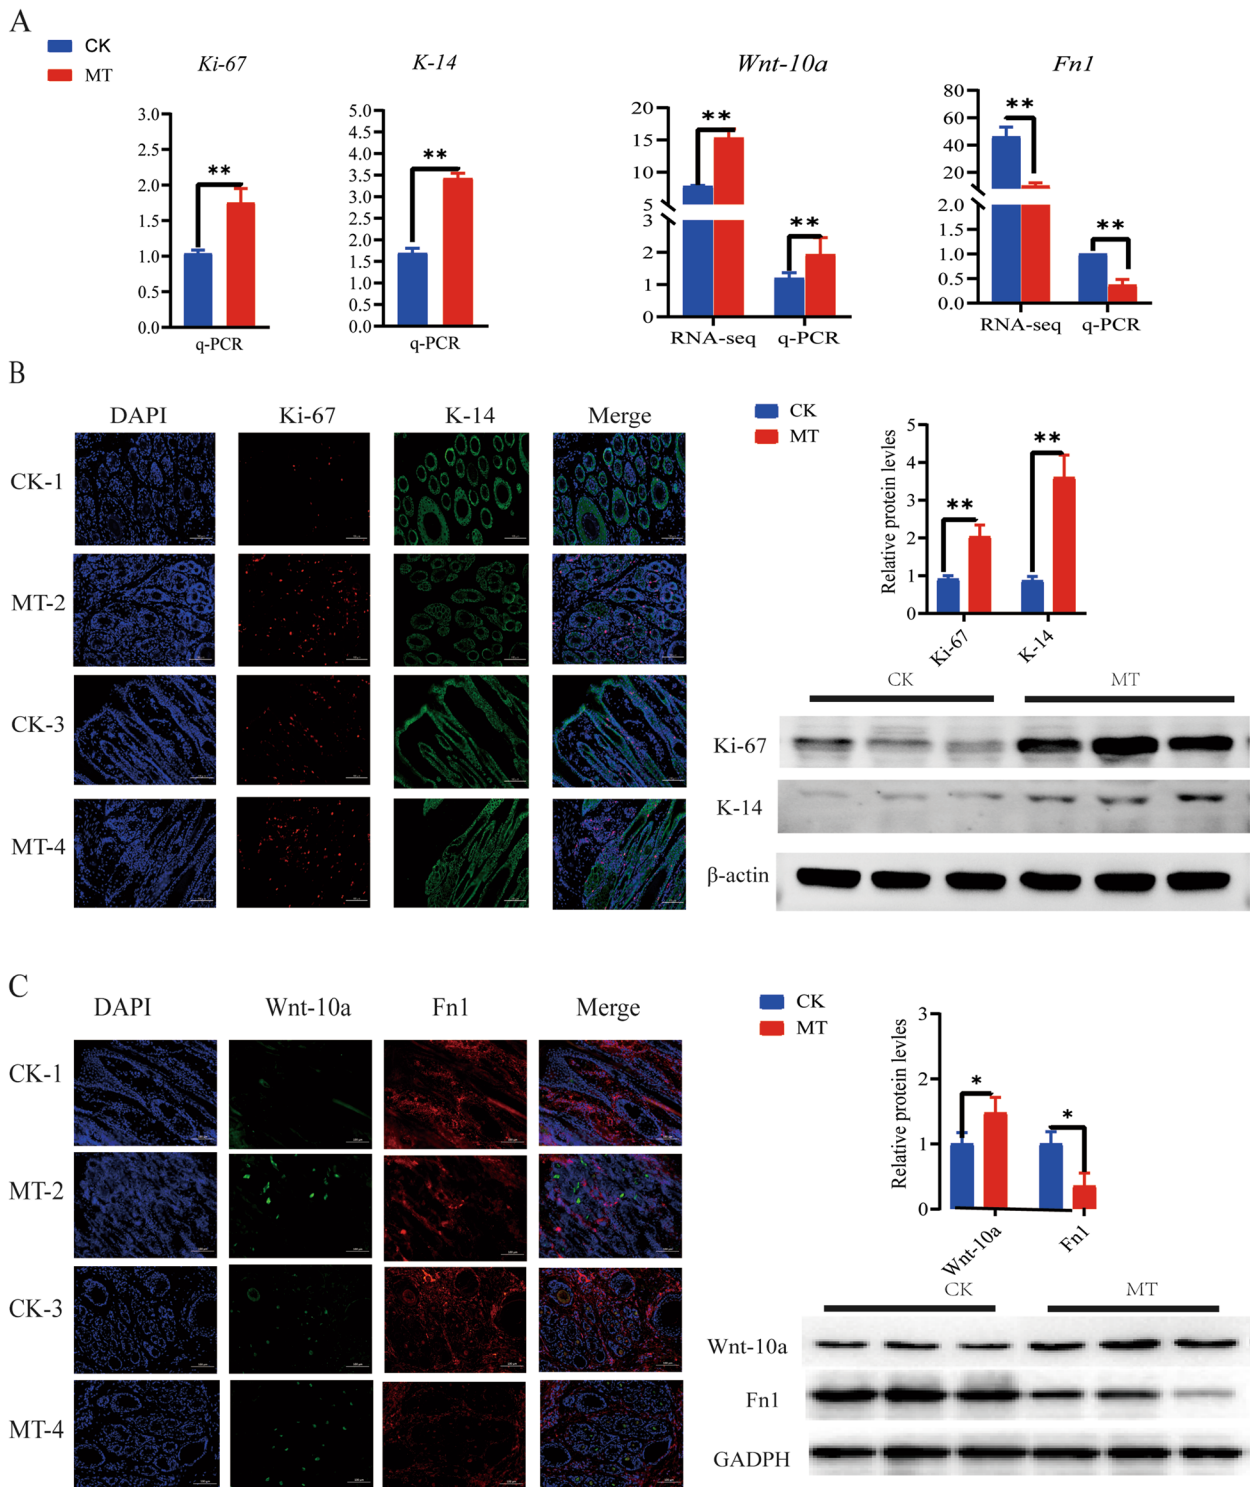 A
CK
MT
Ki-67
K-14
Wnt-10a
Fn1
3.0
2.5
2.0
1.5
1.0
0.5
0.0
**
q-PCR
5.0
4.5
4.0
3.5
3.0
2.5
2.0
1.5
1.0
0.5
0.0
**
q-PCR
20
15
10
5
3
2
1
0
**
**
RNA-seq
q-PCR
80
60
40
20
2.0
1.5
1.0
0.5
0.0
**
**
RNA-seq
q-PCR
B
DAPI
Ki-67
K-14
Merge
CK-1
MT-2
CK-3
MT-4
CK
MT
Relative protein levles
5
4
3
2
1
0
**
**
Ki-67
K-14
CK
MT
Ki-67
K-14
β-actin
C
DAPI
Wnt-10a
Fn1
Merge
CK-1
MT-2
CK-3
MT-4
CK
MT
Relative protein levles
3
2
1
0
*
*
Wnt-10a
Fn1
CK
MT
Wnt-10a
Fn1
GADPH